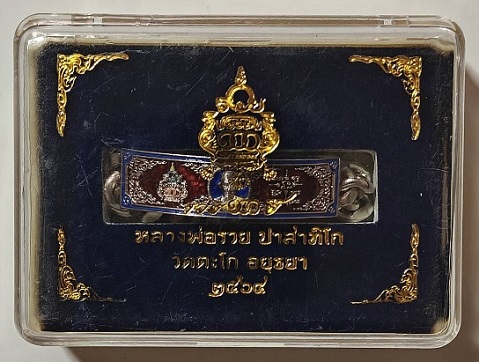 หลวงพ่อรวย ปาสาทิโก
วัดตะโก อยุธยา
๒๕๖๔